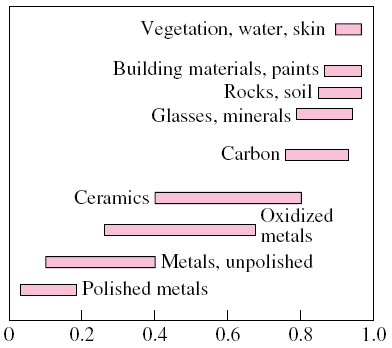 Vegetation, water, skin
Building materials, paints
Rocks, soil
Glasses, minerals
Carbon
Ceramics
Oxidized
metals
Metals, unpolished
Polished metals
0 0.2 0.4 0.6 0.8 1.0